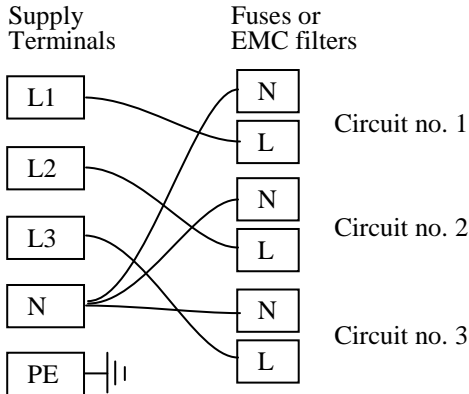 Supply
Terminals
Fuses or
EMC filters
L1
L2
L3
N
PE
N
L
Circuit no. 1
N
L
Circuit no. 2
N
L
Circuit no. 3